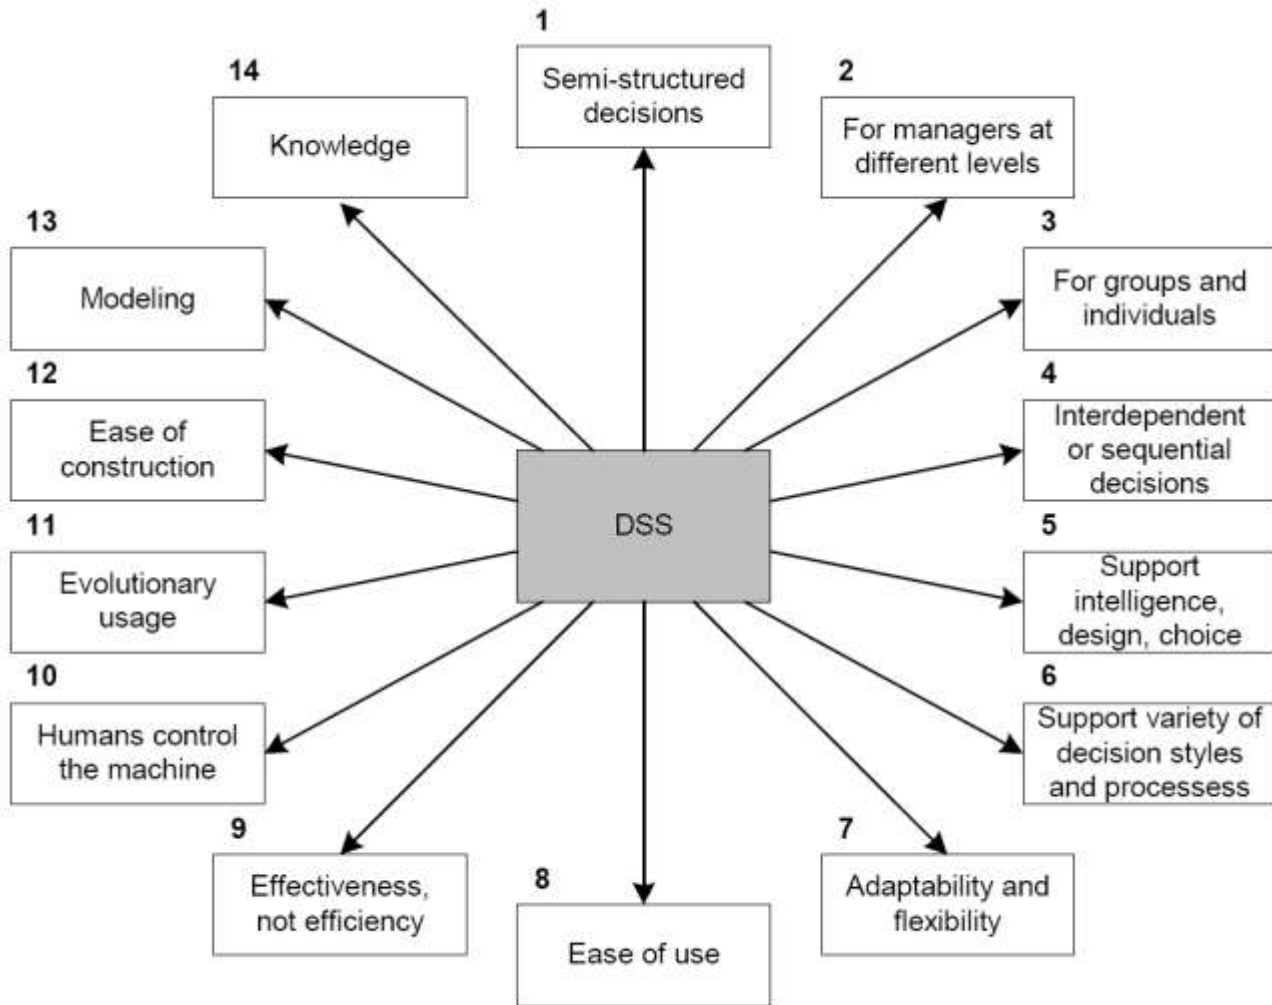 1
Semi-structured
decisions
2
For managers at
different levels
3
For groups and
individuals
4
Interdependent
or sequential
decisions
5
Support
intelligence,
design, choice
6
Support variety of
decision styles
and processess
7
Adaptability and
flexibility
8
Ease of use
9
Effectiveness,
not efficiency
10
Humans control
the machine
11
Evolutionary
usage
12
Ease of
construction
13
Modeling
14
Knowledge
DSS